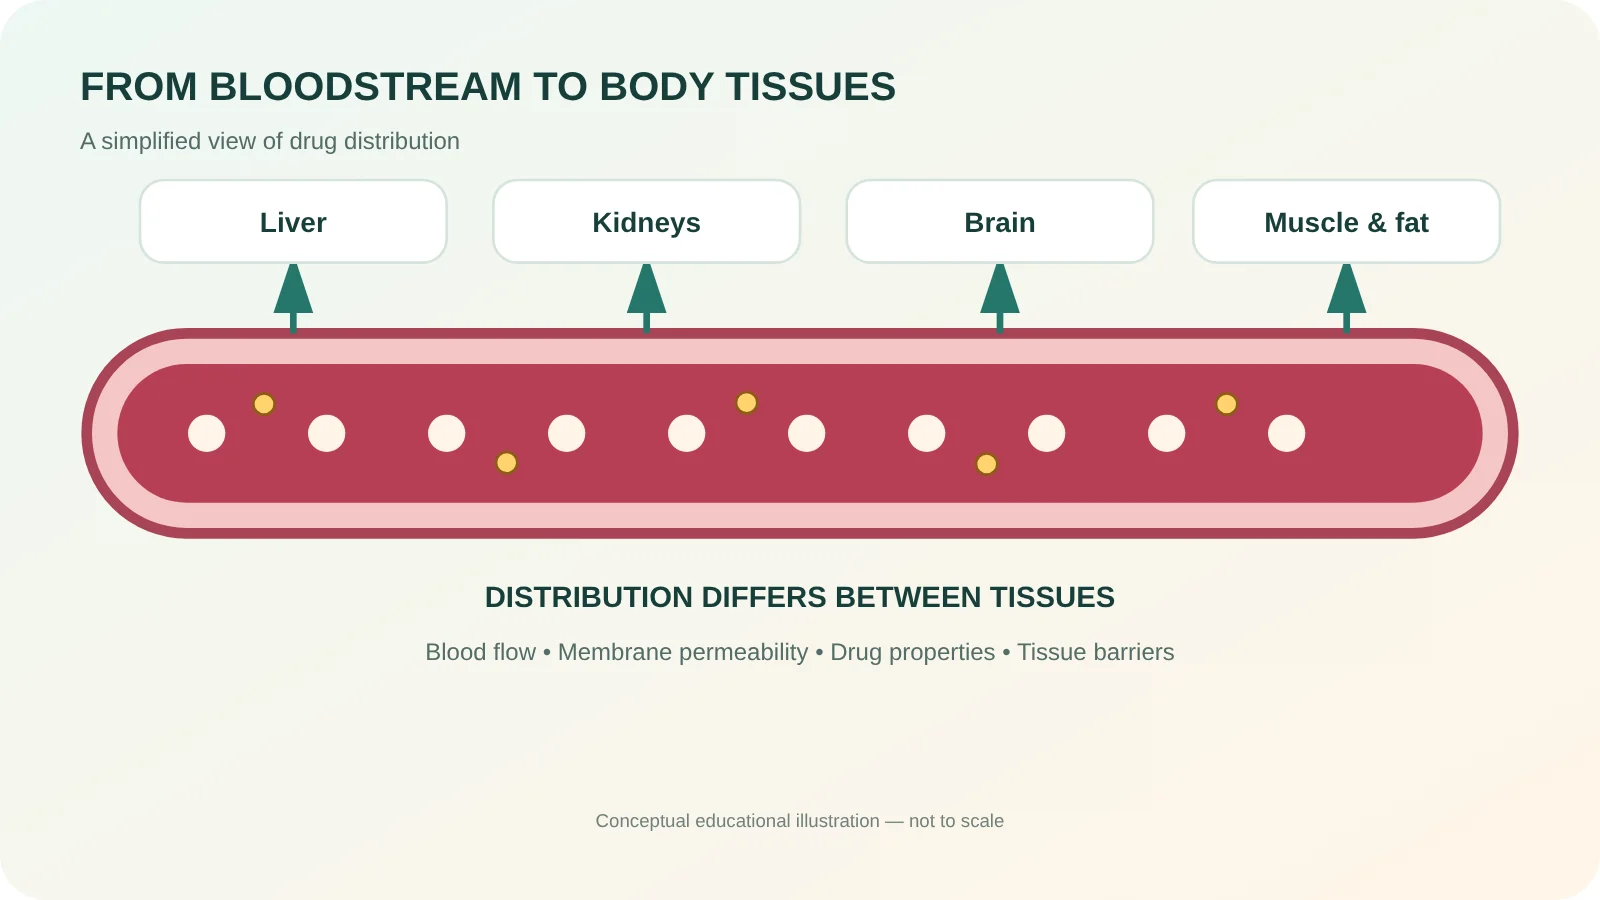 FROM BLOODSTREAM TO BODY TISSUES
A simplified view of drug distribution
Liver
Kidneys
Brain
Muscle & fat
DISTRIBUTION DIFFERS BETWEEN TISSUES
Blood flow • Membrane permeability • Drug properties • Tissue barriers
Conceptual educational illustration — not to scale